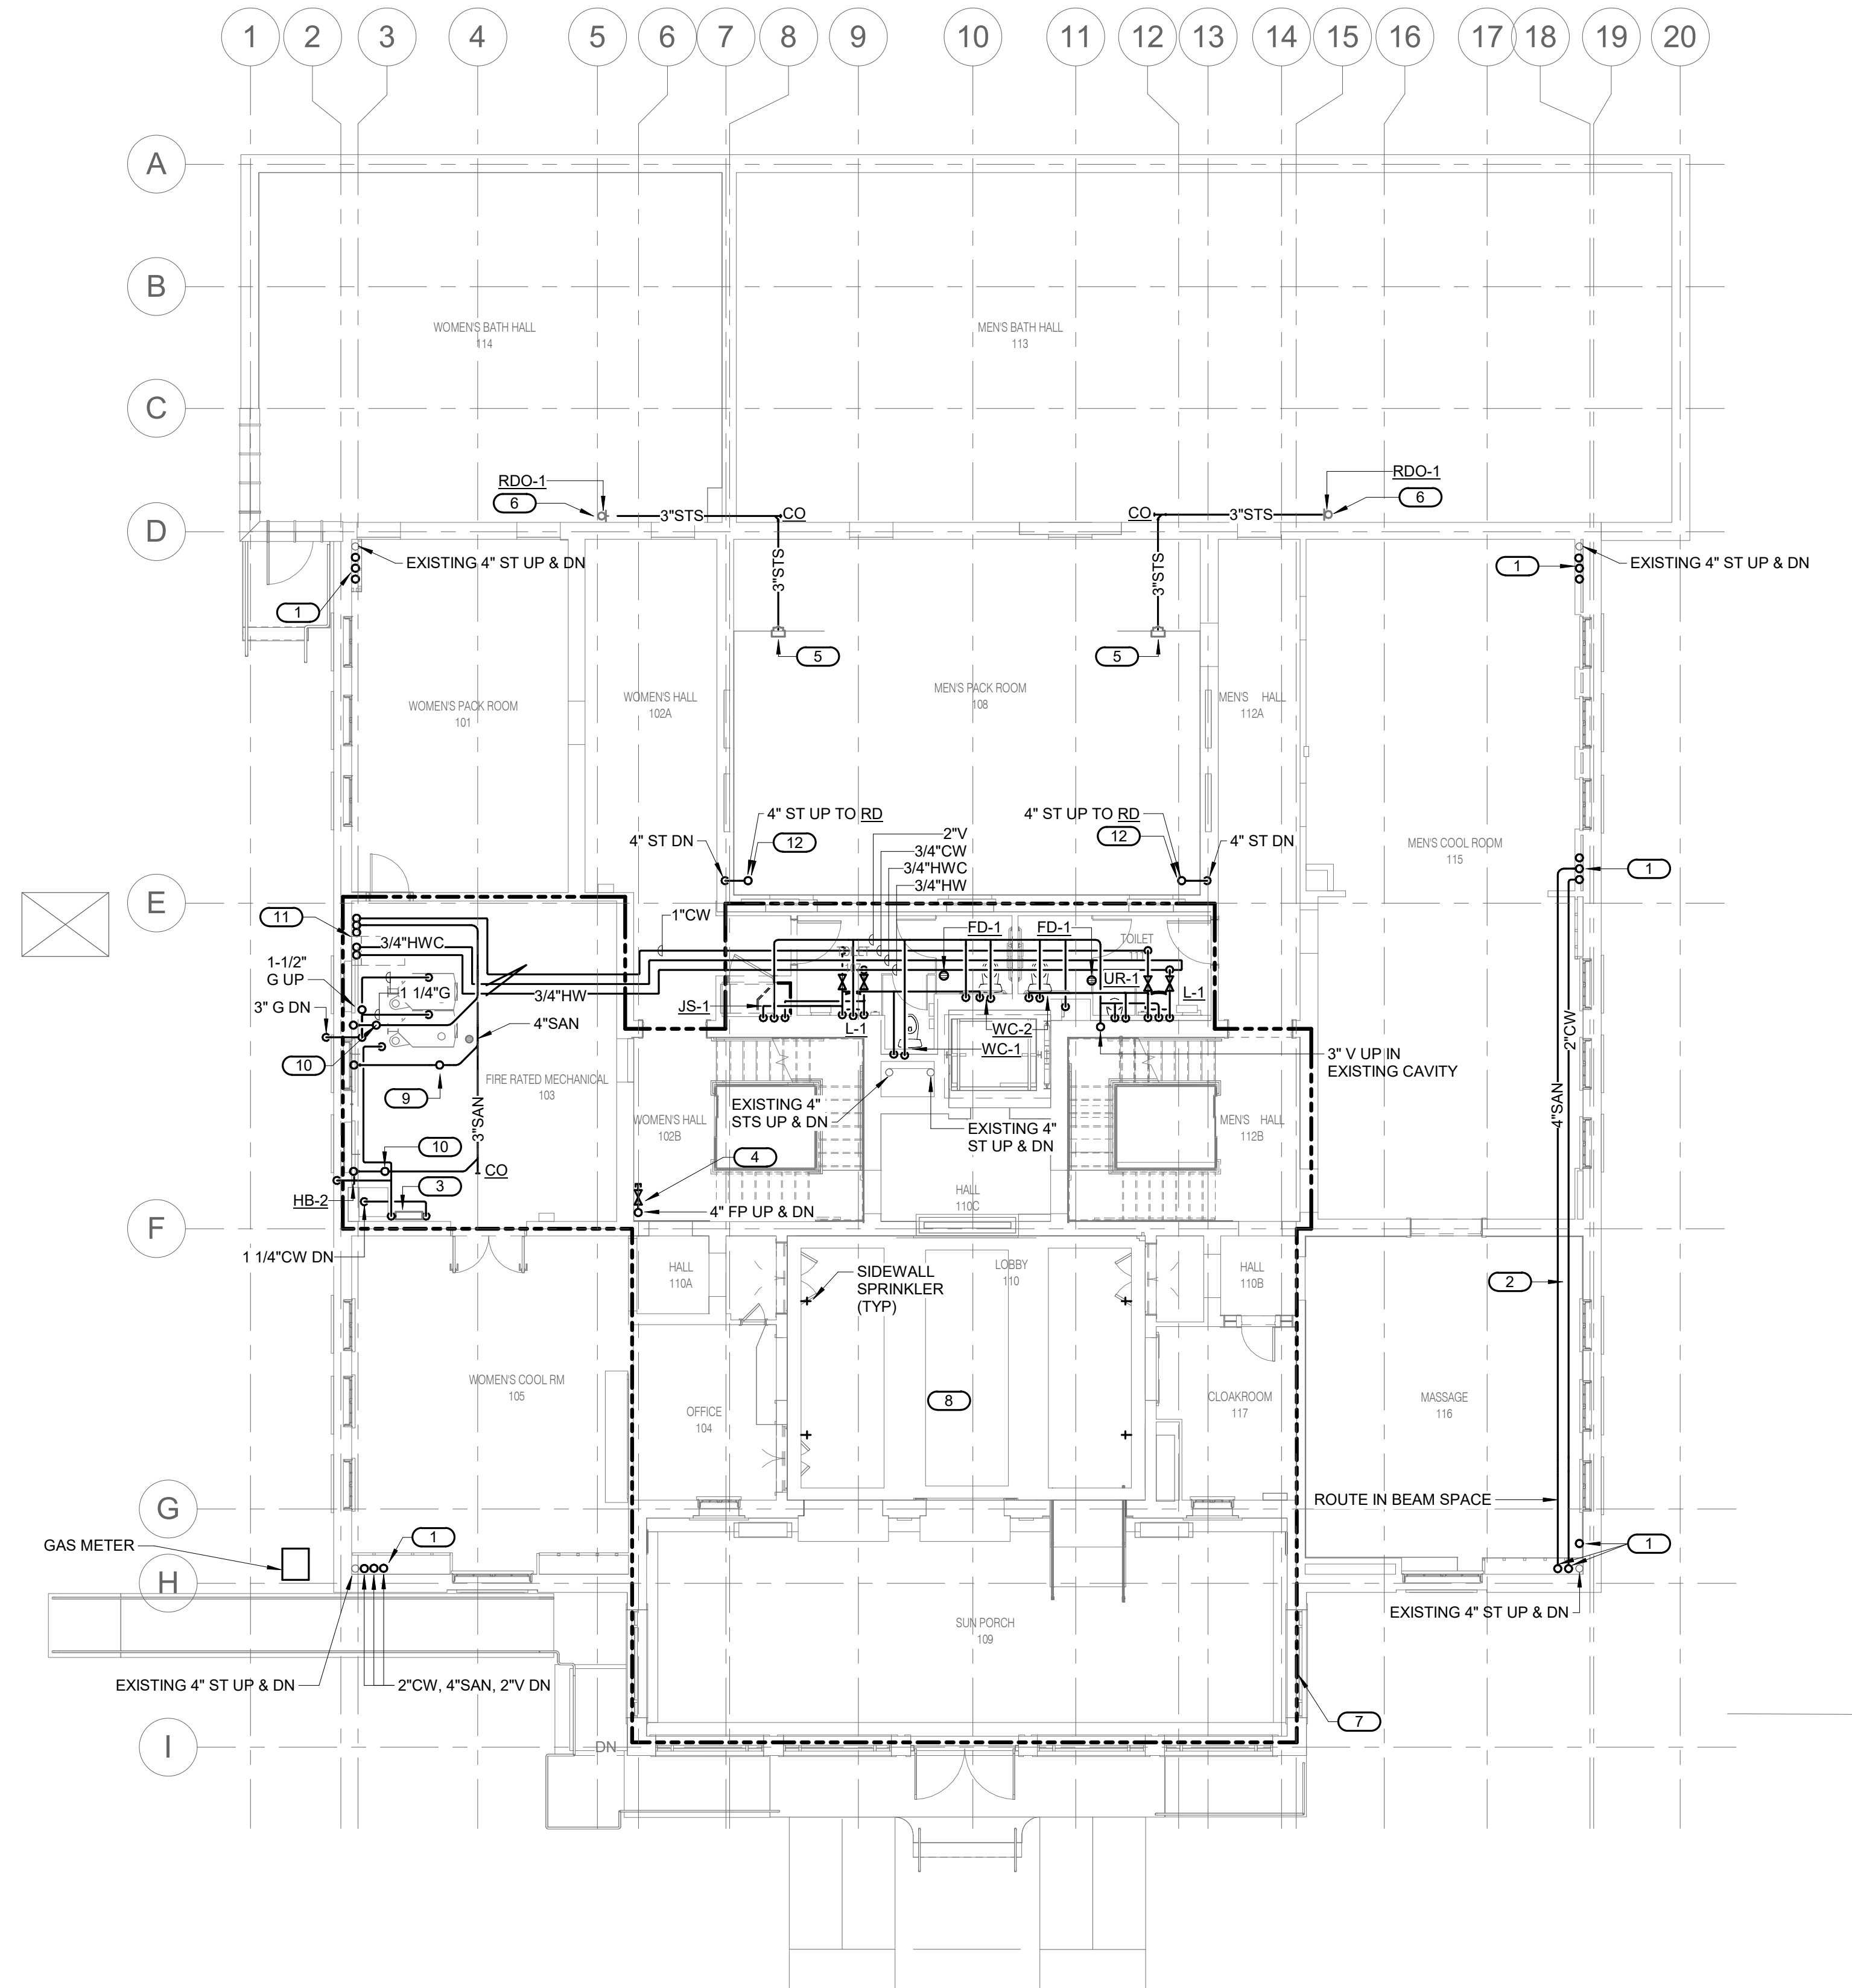 1 2 3 4 5 6 7 8 9 10 11 12 13 14 15 16 17 18 19 20
A
B
WOMEN'S BATH HALL
114
MEN'S BATH HALL
113
C
RDO-1
6
3"STS
CO
CO
3"STS
RDO-1
6
D
EXISTING 4" ST UP & DN
1
3"STS
3"STS
1
EXISTING 4" ST UP & DN
5
5
WOMEN'S PACK ROOM
101
WOMEN'S HALL
102A
MEN'S PACK ROOM
108
MEN'S HALL
112A
4" ST DN
4" ST UP TO RD
12
4" ST UP TO RD
12
4" ST DN
2"V
3/4"CW
3/4"HWC
3/4"HW
MEN'S COOL ROOM
115
1
E
11
1"CW
FD-1
FD-1
TOILET
3/4"HWC
1-1/2"
G UP
1 1/4"G
3/4"HW
3" G DN
4"SAN
JS-1
L-1
UR-1
L-1
WC-2
WC-1
10
3" V UP IN
EXISTING CAVITY
4"SAN
2"CW
FIRE RATED MECHANICAL
103
9
3"SAN
EXISTING 4"
STS UP & DN
EXISTING 4"
ST UP & DN
WOMEN'S HALL
102B
MEN'S HALL
112B
10
CO
4
3
HB-2
HALL
110C
4" FP UP & DN
F
1 1/4"CW DN
HALL
110A
SIDEWALL
SPRINKLER
(TYP)
LOBBY
110
HALL
110B
2
WOMEN'S COOL RM
105
OFFICE
104
8
CLOAKROOM
117
MASSAGE
116
G
ROUTE IN BEAM SPACE
GAS METER
1
1
H
EXISTING 4" ST UP & DN
SUN PORCH
109
EXISTING 4" ST UP & DN
2"CW, 4"SAN, 2"V DN
7
I
DN